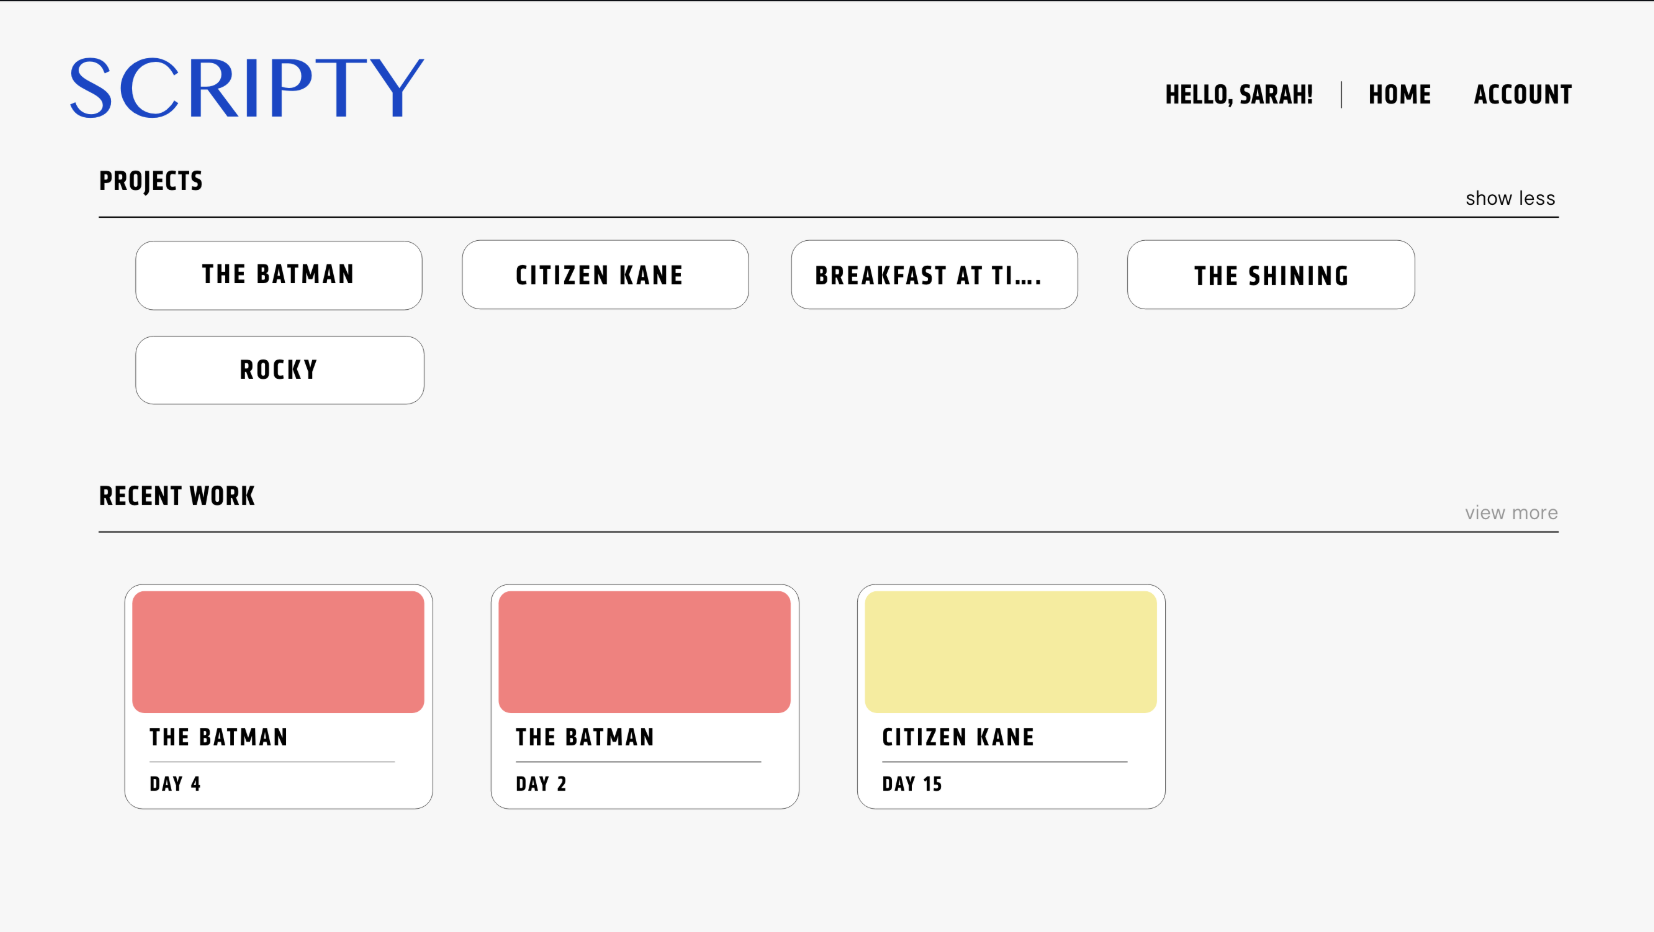 SCRIPTY
HELLO, SARAH! HOME ACCOUNT
PROJECTS
show less
THE BATMAN
CITIZEN KANE
BREAKFAST AT TI....
THE SHINING
ROCKY
RECENT WORK
view more
THE BATMAN
DAY 4
THE BATMAN
DAY 2
CITIZEN KANE
DAY 15